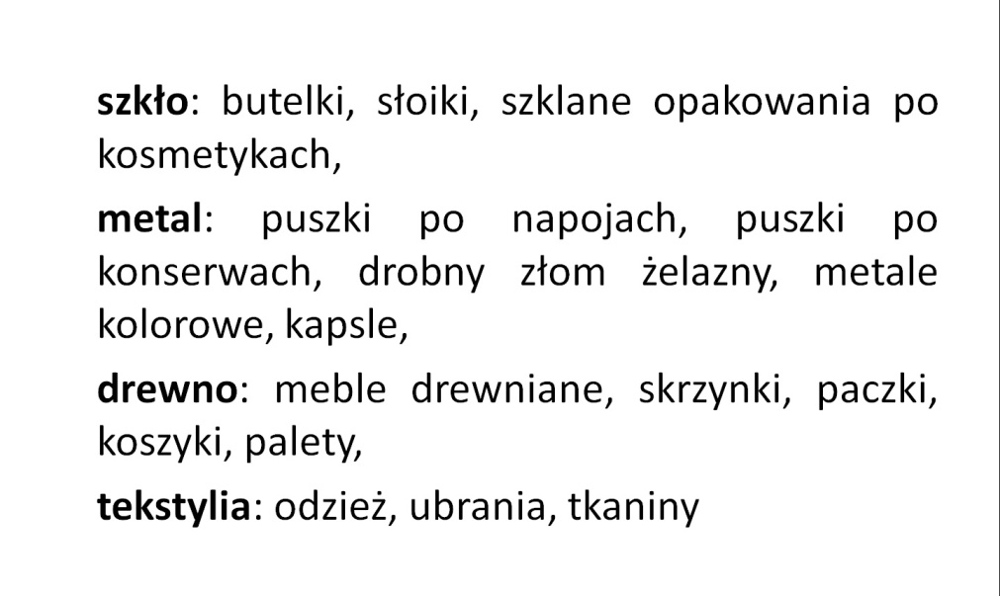 szkło: butelki, słoiki, szklane opakowania po
kosmetykach,
metal: puszki po napojach, puszki po
konserwach, drobny złom żelazny, metale
kolorowe, kapsle,
drewno: meble drewniane, skrzynki, paczki,
koszyki, palety,
tekstylia: odzież, ubrania, tkaniny